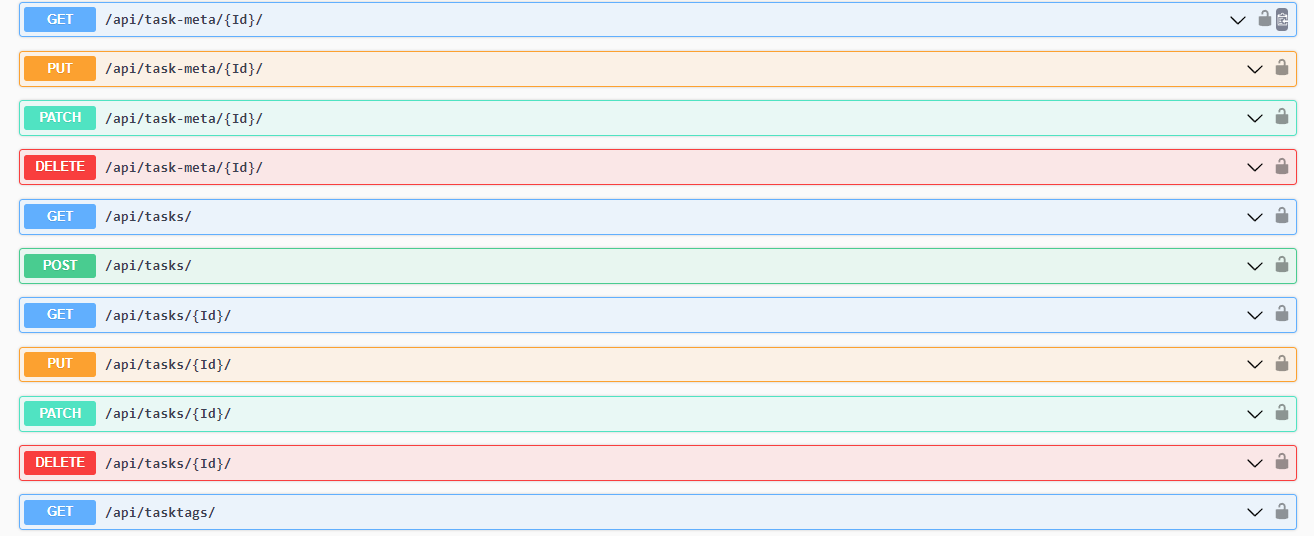 GET /api/task-meta/{Id}/
PUT /api/task-meta/{Id}/
PATCH /api/task-meta/{Id}/
DELETE /api/task-meta/{Id}/
GET /api/tasks/
POST /api/tasks/
GET /api/tasks/{Id}/
PUT /api/tasks/{Id}/
PATCH /api/tasks/{Id}/
DELETE /api/tasks/{Id}/
GET /api/tasktags/